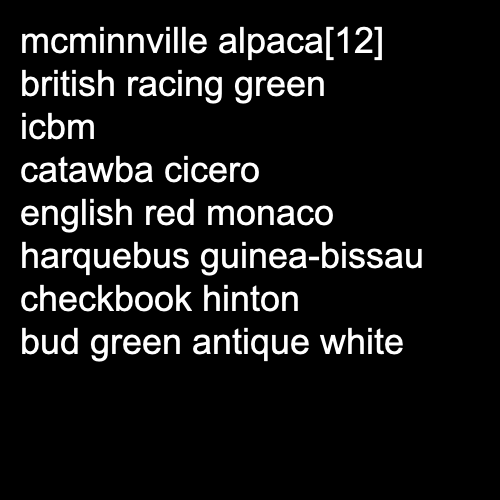 mcminnville alpaca[12]
british racing green
icbm
catawba cicero
english red monaco
harquebus guinea-bissau
checkbook hinton
bud green antique white